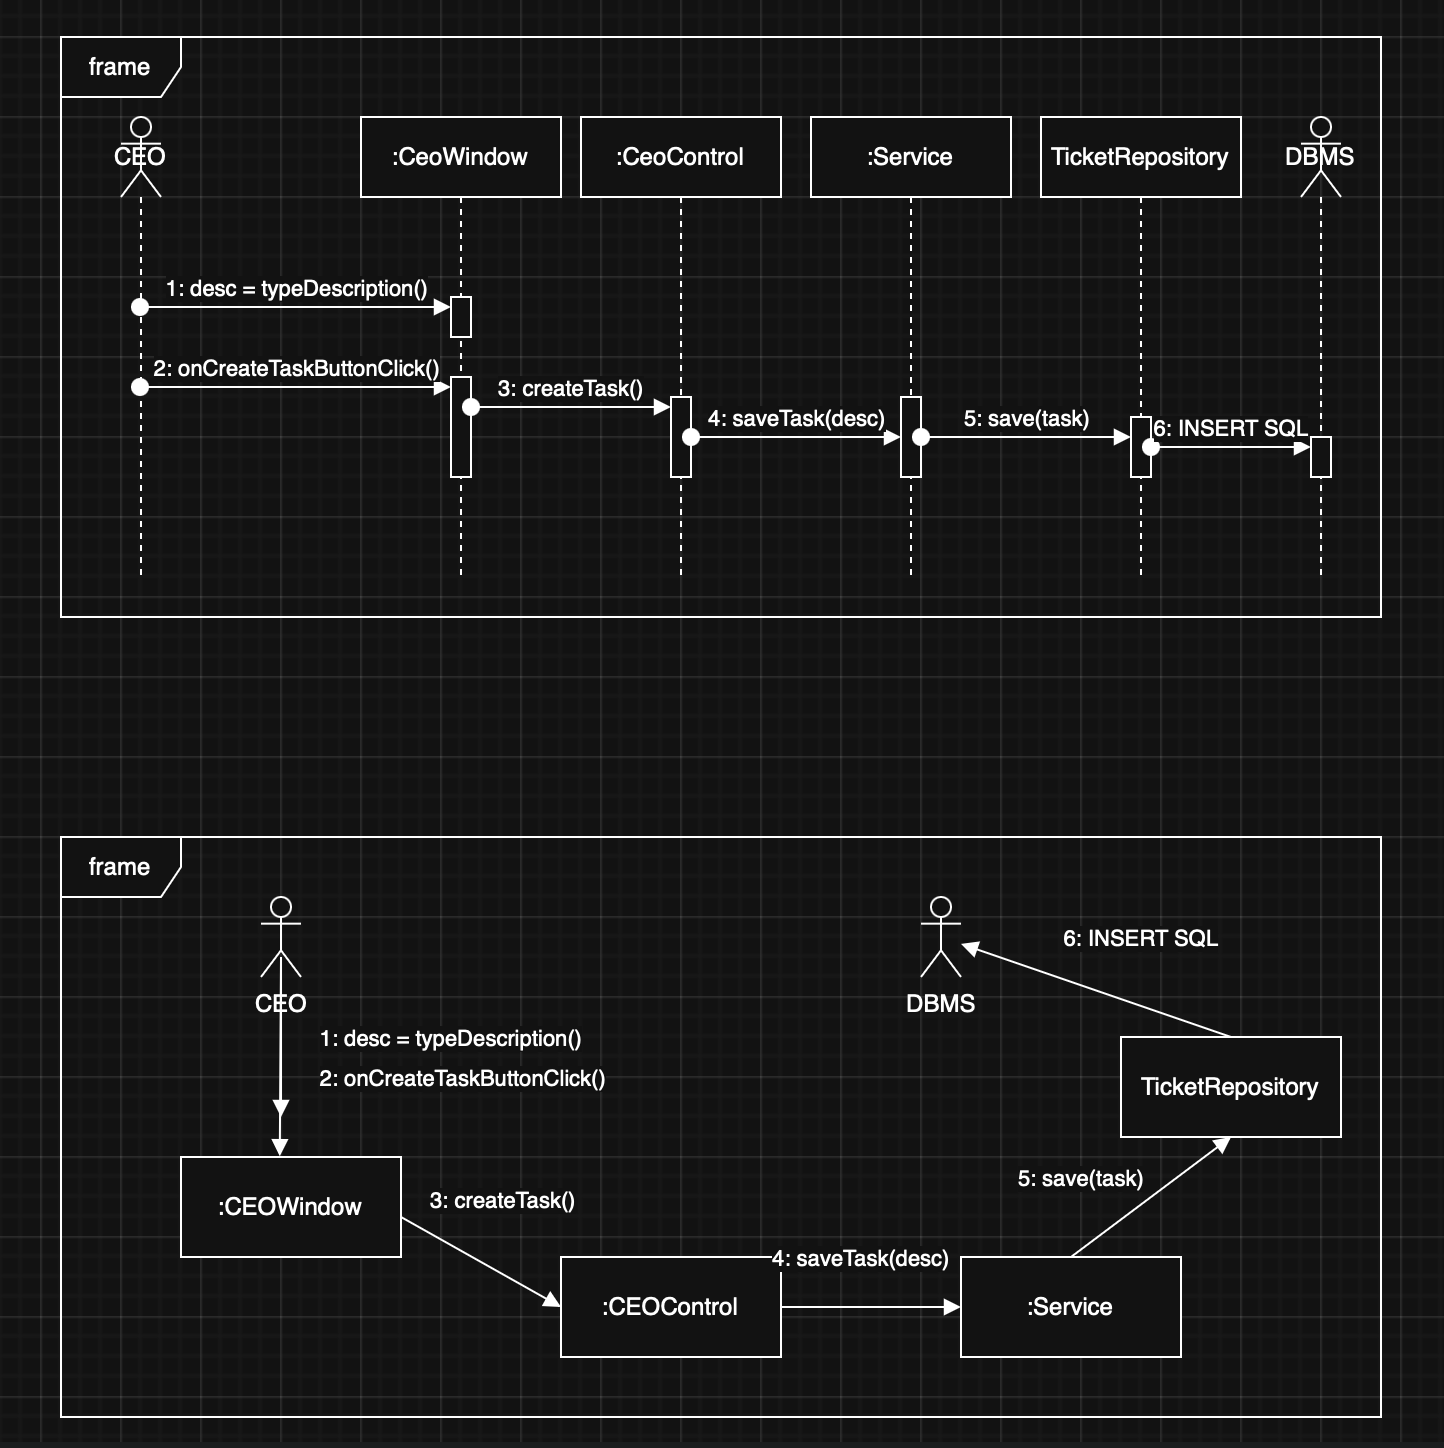 frame
CEO
:CeoWindow
:CeoControl
:Service
TicketRepository
DBMS
1: desc = typeDescription()
2: onCreateTaskButtonClick()
3: createTask()
4: saveTask(desc)
5: save(task)
6: INSERT SQL
frame
CEO
DBMS
6: INSERT SQL
1: desc = typeDescription()
2: onCreateTaskButtonClick()
TicketRepository
5: save(task)
:CEOWindow
3: createTask()
4: saveTask(desc)
:CEOControl
:Service